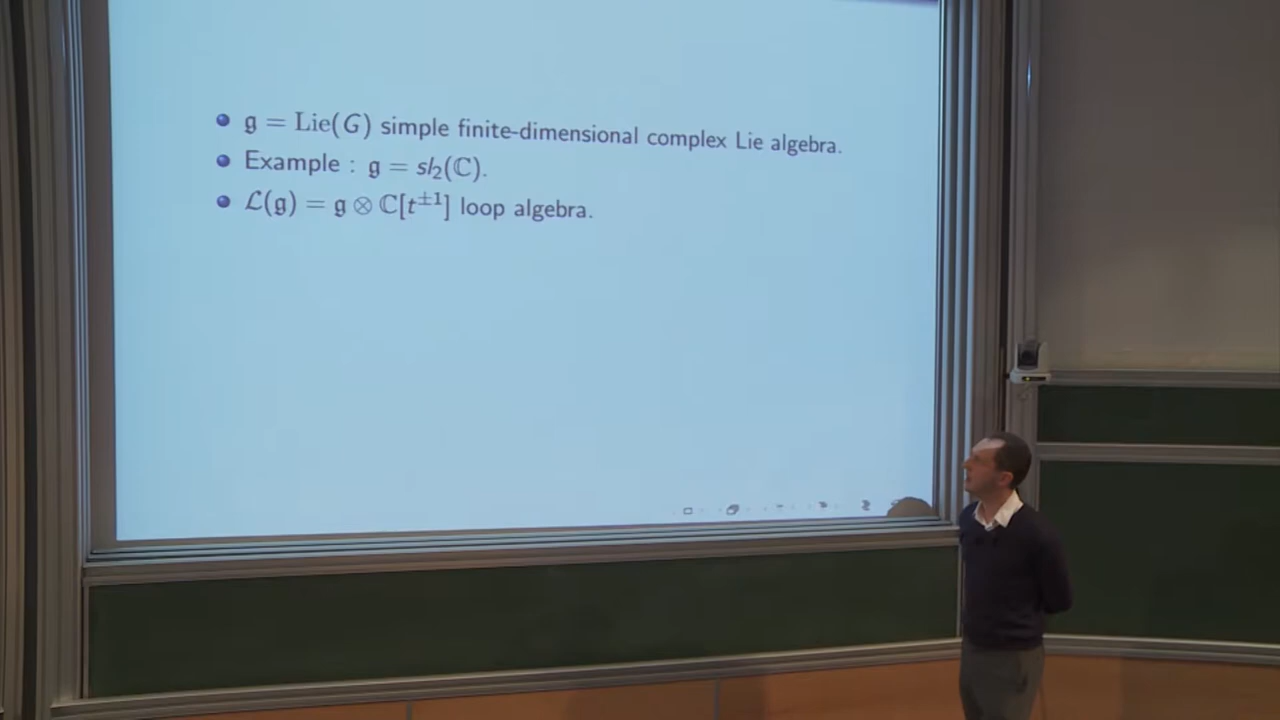 𝔤 = Lie(G) simple finite-dimensional complex Lie algebra.
Example : 𝔤 = sl₂(ℂ).
ℒ(𝔤) = 𝔤 ⊗ ℂ[t^{±1}] loop algebra.